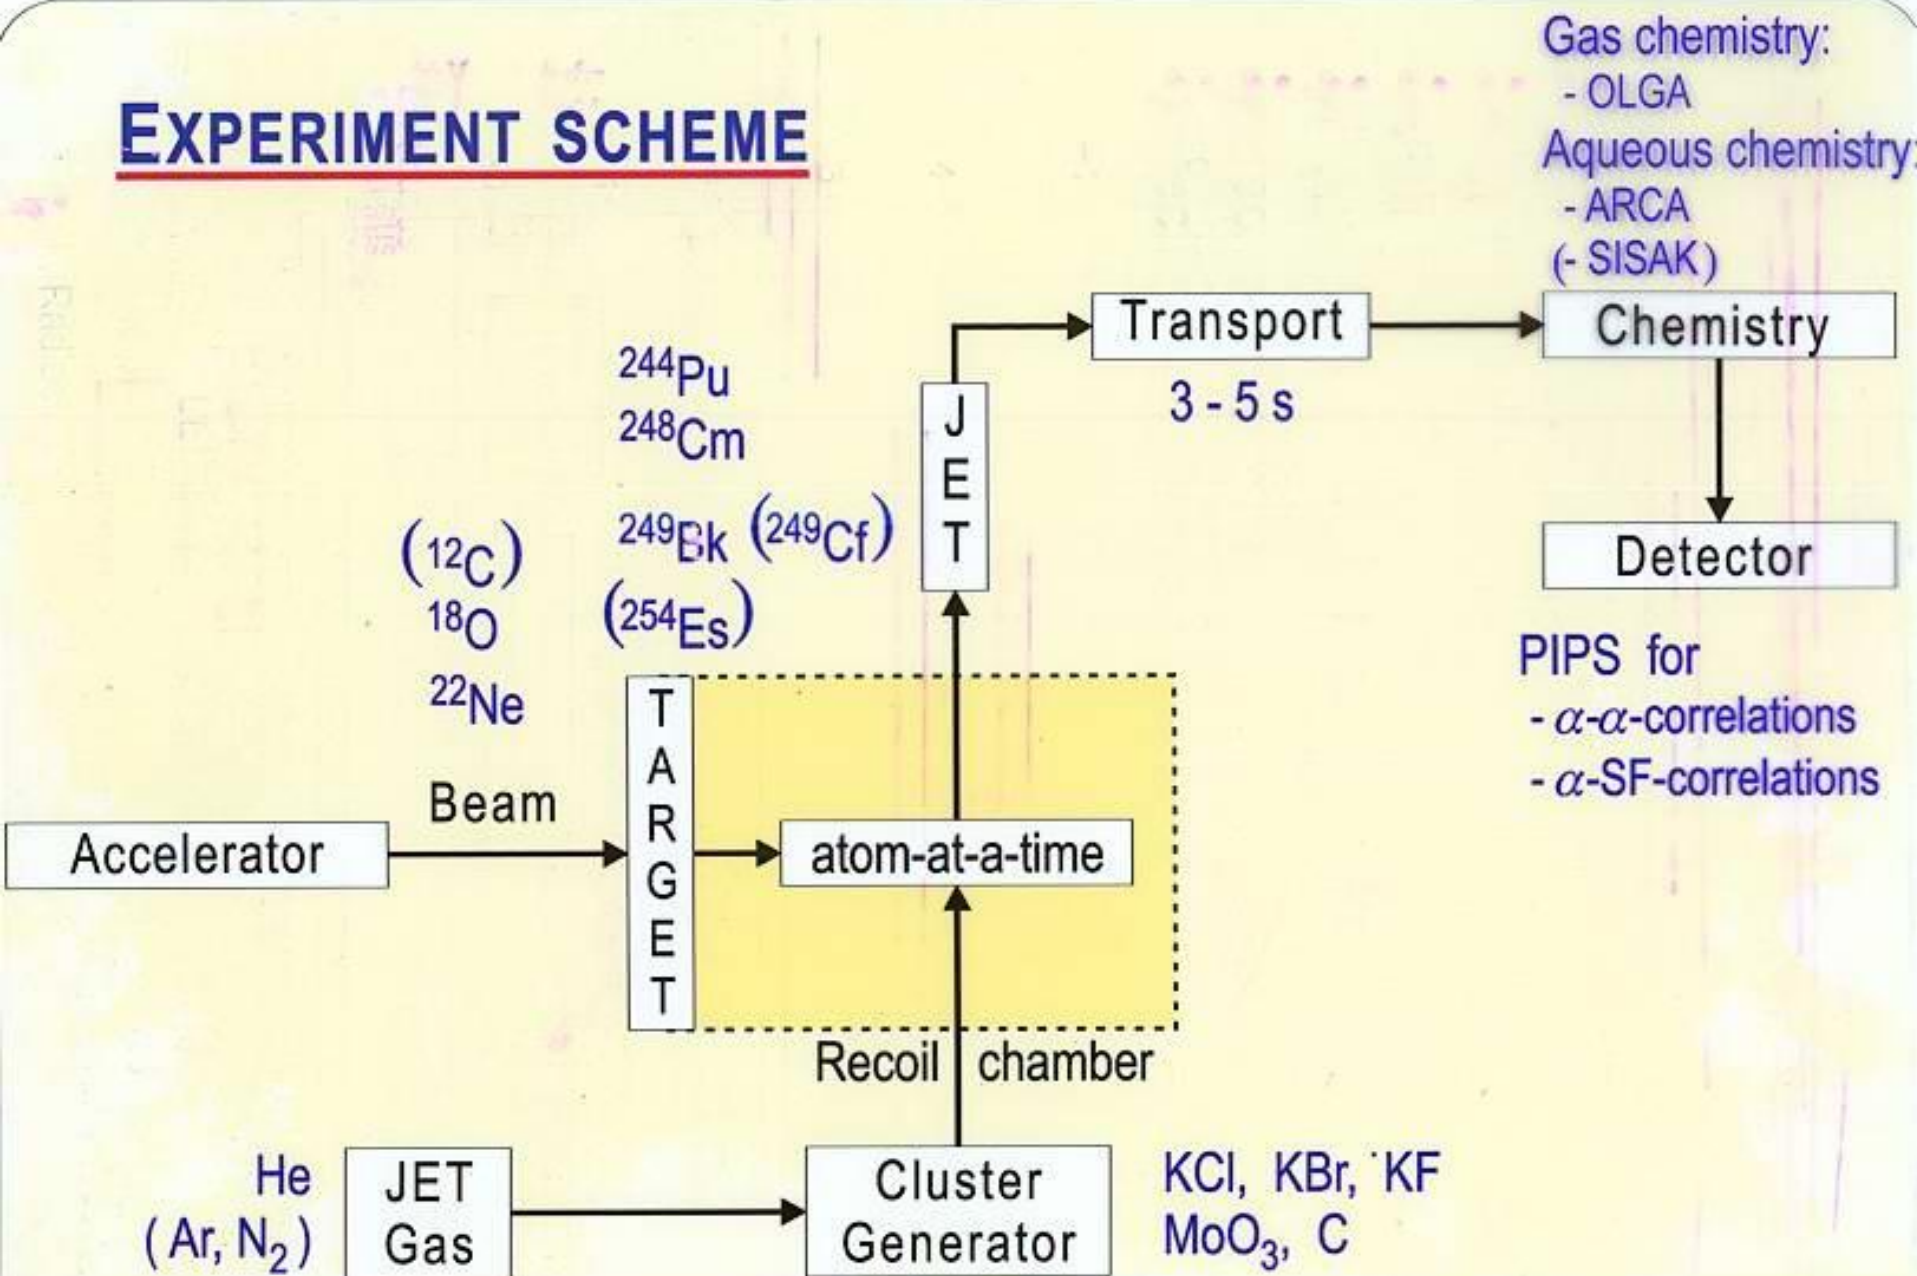 EXPERIMENT SCHEME
Gas chemistry:
- OLGA
Aqueous chemistry:
- ARCA
(- SISAK)
Transport
Chemistry
3 - 5 s
JET
Detector
PIPS for
- α-α-correlations
- α-SF-correlations
²⁴⁴Pu
²⁴⁸Cm
²⁴⁹Bk (²⁴⁹Cf)
(²⁵⁴Es)
(¹²C)
¹⁸O
²²Ne
Beam
Accelerator
TARGET
atom-at-a-time
Recoil chamber
He
(Ar, N₂)
JET
Gas
Cluster
Generator
KCl, KBr, KF
MoO₃, C